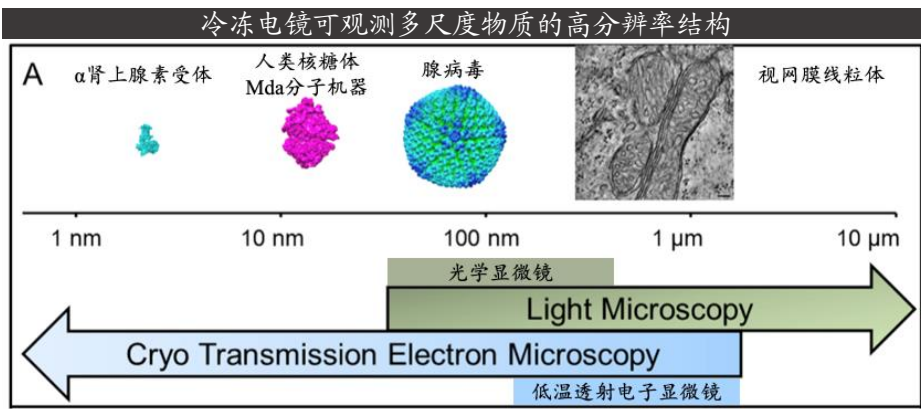 冷冻电镜可观测多尺度物质的高分辨率结构
A
α肾上腺素受体
人类核糖体
Mda分子机器
腺病毒
视网膜线粒体
1 nm
10 nm
100 nm
1 μm
10 μm
光学显微镜
Light Microscopy
Cryo Transmission Electron Microscopy
低温透射电子显微镜